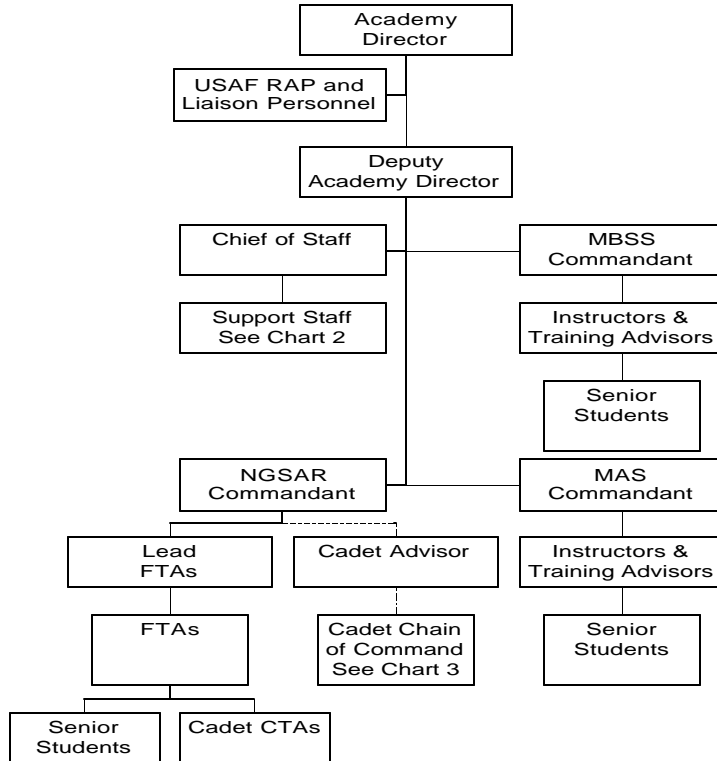 Academy
Director
USAF RAP and
Liaison Personnel
Deputy
Academy Director
Chief of Staff
MBSS
Commandant
Support Staff
See Chart 2
Instructors &
Training Advisors
Senior
Students
NGSAR
Commandant
MAS
Commandant
Lead
FTAs
Cadet Advisor
Instructors &
Training Advisors
FTAs
Cadet Chain
of Command
See Chart 3
Senior
Students
Senior
Students
Cadet CTAs